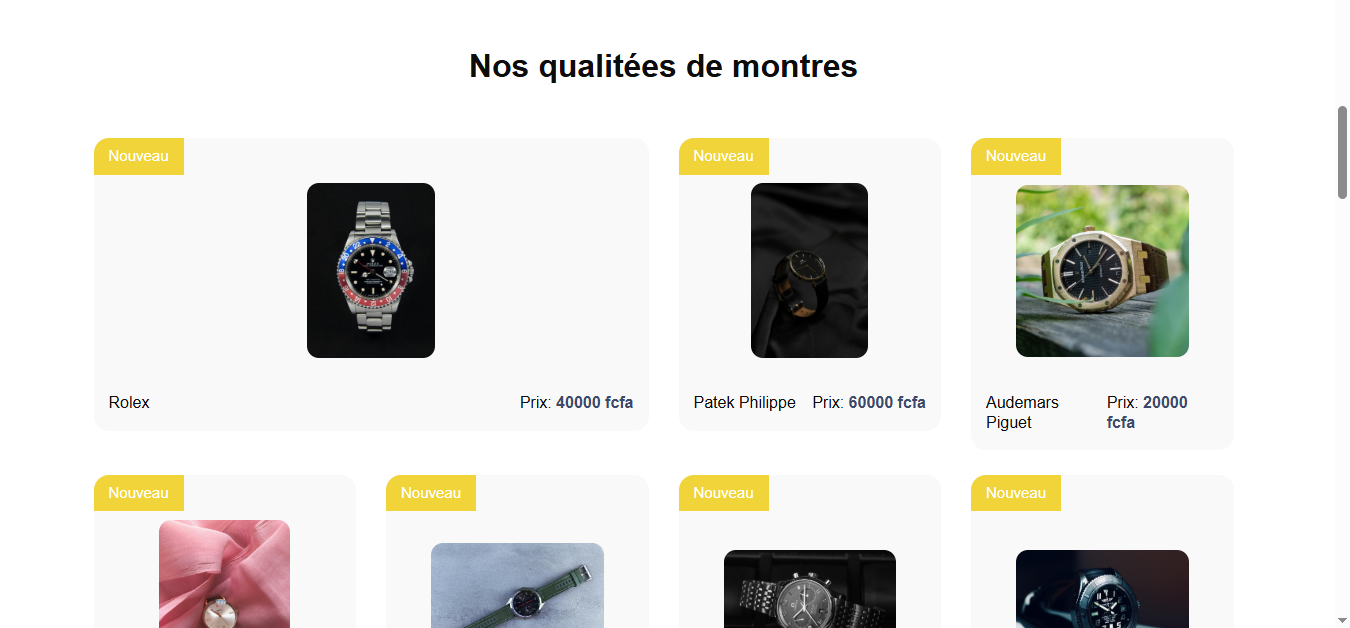 Nos qualitées de montres
Nouveau
Nouveau
Nouveau
Rolex
Prix: 40000 fcfa
Patek Philippe
Prix: 60000 fcfa
Audemars
Piguet
Prix: 20000
fcfa
Nouveau
Nouveau
Nouveau
Nouveau